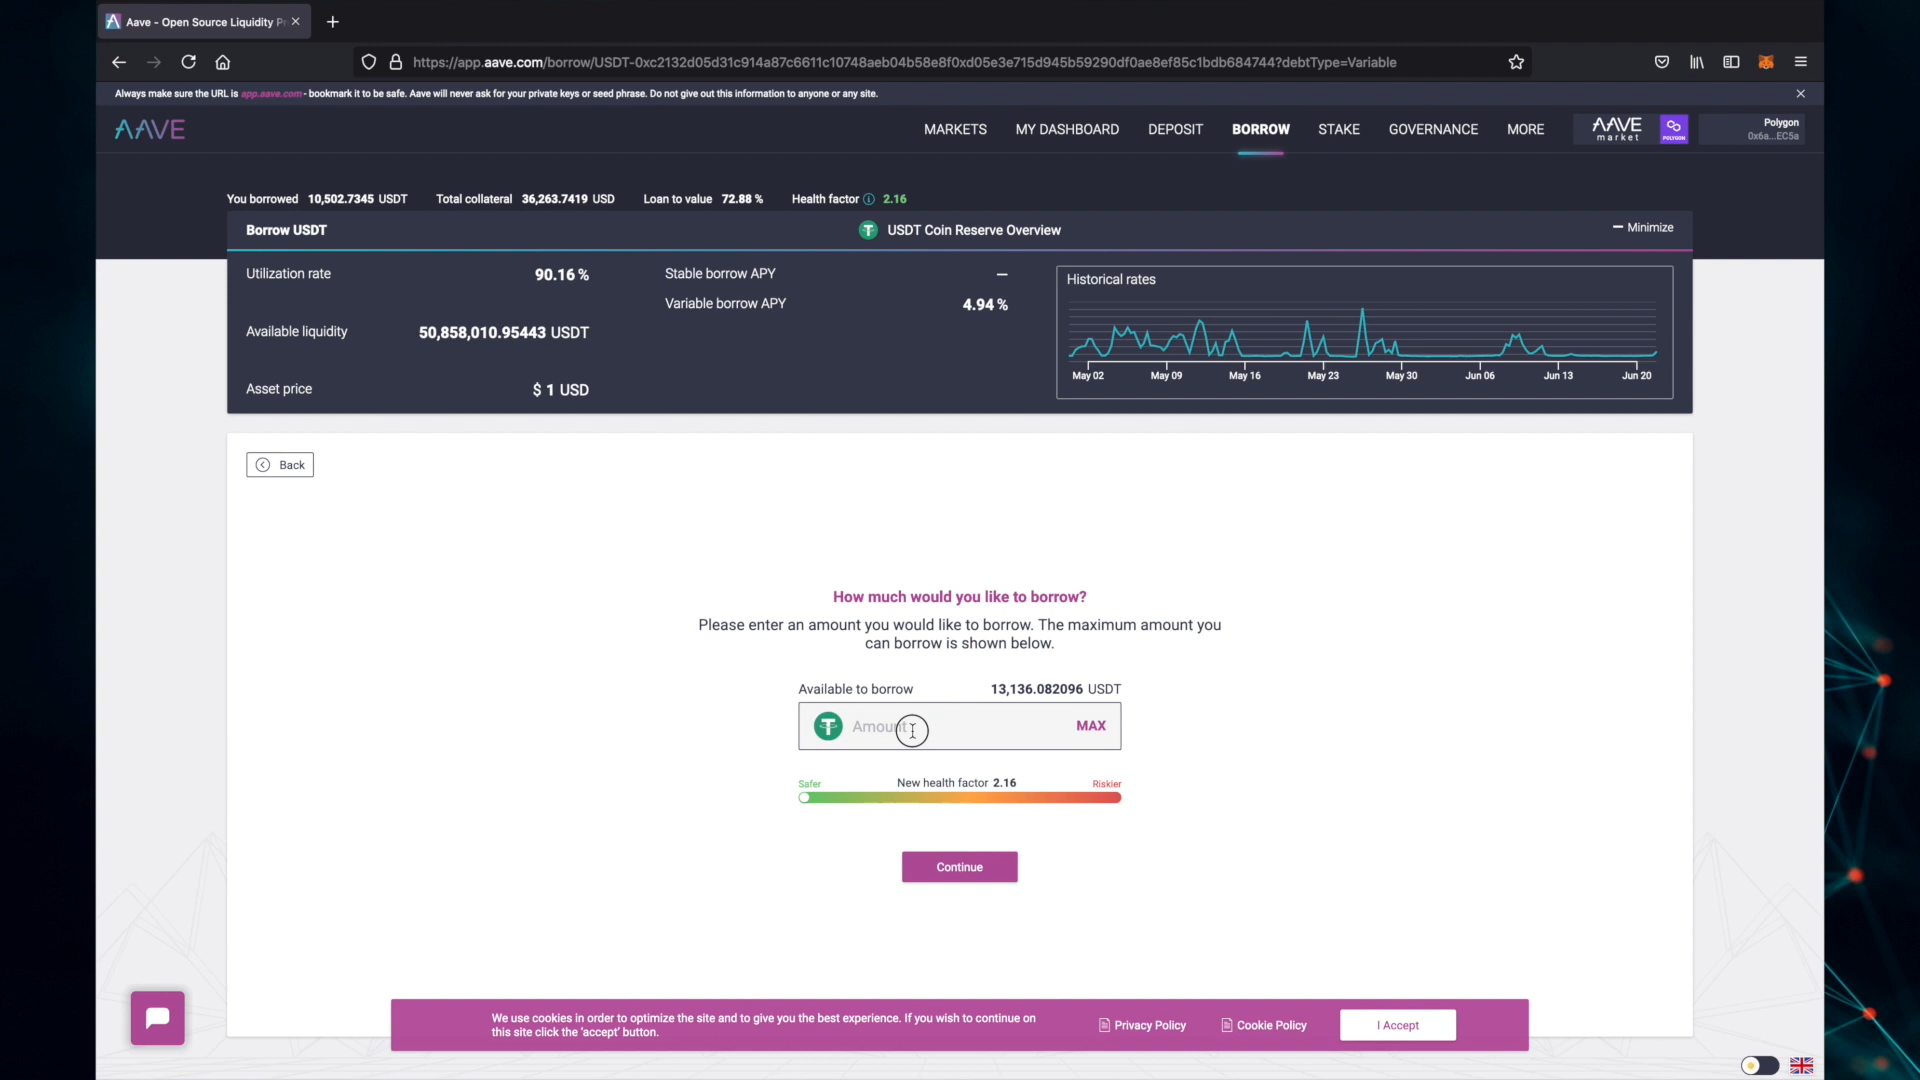 Aave - Open Source Liquidity Pr
https://app.aave.com/borrow/USDT-0xc2132d05d31c914a87c6611c10748aeb04b58e8f0xd05e3e715d945b59290df0ae8ef85c1bdb684744?debtType=Variable
Always make sure the URL is app.aave.com - bookmark it to be safe. Aave will never ask for your private keys or seed phrase. Do not give out this information to anyone or any site.
AAVE
MARKETS
MY DASHBOARD
DEPOSIT
BORROW
STAKE
GOVERNANCE
MORE
AAVE
market
POLYGON
Polygon
0x6a...EC5a
You borrowed 10,502.7345 USDT
Total collateral 36,263.7419 USD
Loan to value 72.88 %
Health factor 2.16
Borrow USDT
USDT Coin Reserve Overview
Minimize
Utilization rate 90.16 %
Available liquidity 50,858,010.95443 USDT
Asset price $ 1 USD
Stable borrow APY —
Variable borrow APY 4.94 %
Historical rates
May 02 May 09 May 16 May 23 May 30 Jun 06 Jun 13 Jun 20
Back
How much would you like to borrow?
Please enter an amount you would like to borrow. The maximum amount you
can borrow is shown below.
Available to borrow 13,136.082096 USDT
Amount
MAX
Safer
New health factor 2.16
Riskier
Continue
We use cookies in order to optimize the site and to give you the best experience. If you wish to continue on
this site click the 'accept' button.
Privacy Policy
Cookie Policy
I Accept